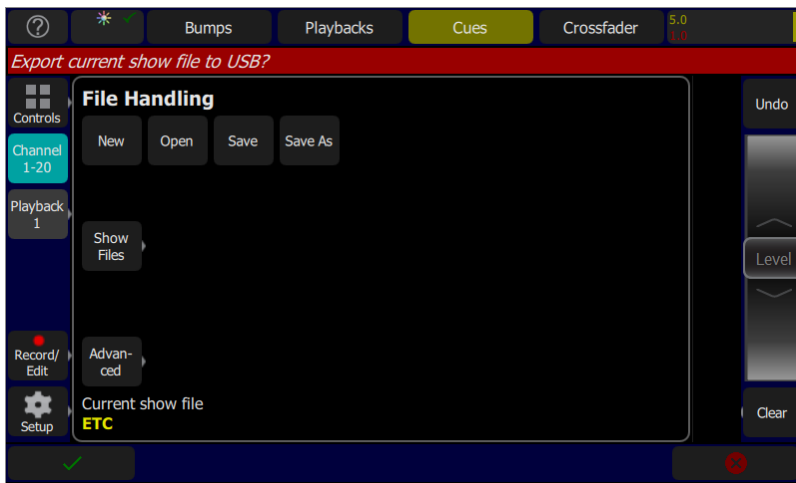 ?
Bumps
Playbacks
Cues
Crossfader
5.0
1.0
Export current show file to USB?
Controls
File Handling
Undo
New
Open
Save
Save As
Channel
1-20
Playback
1
Show
Files
Level
Record/
Edit
Advan-
ced
Setup
Current show file
ETC
Clear